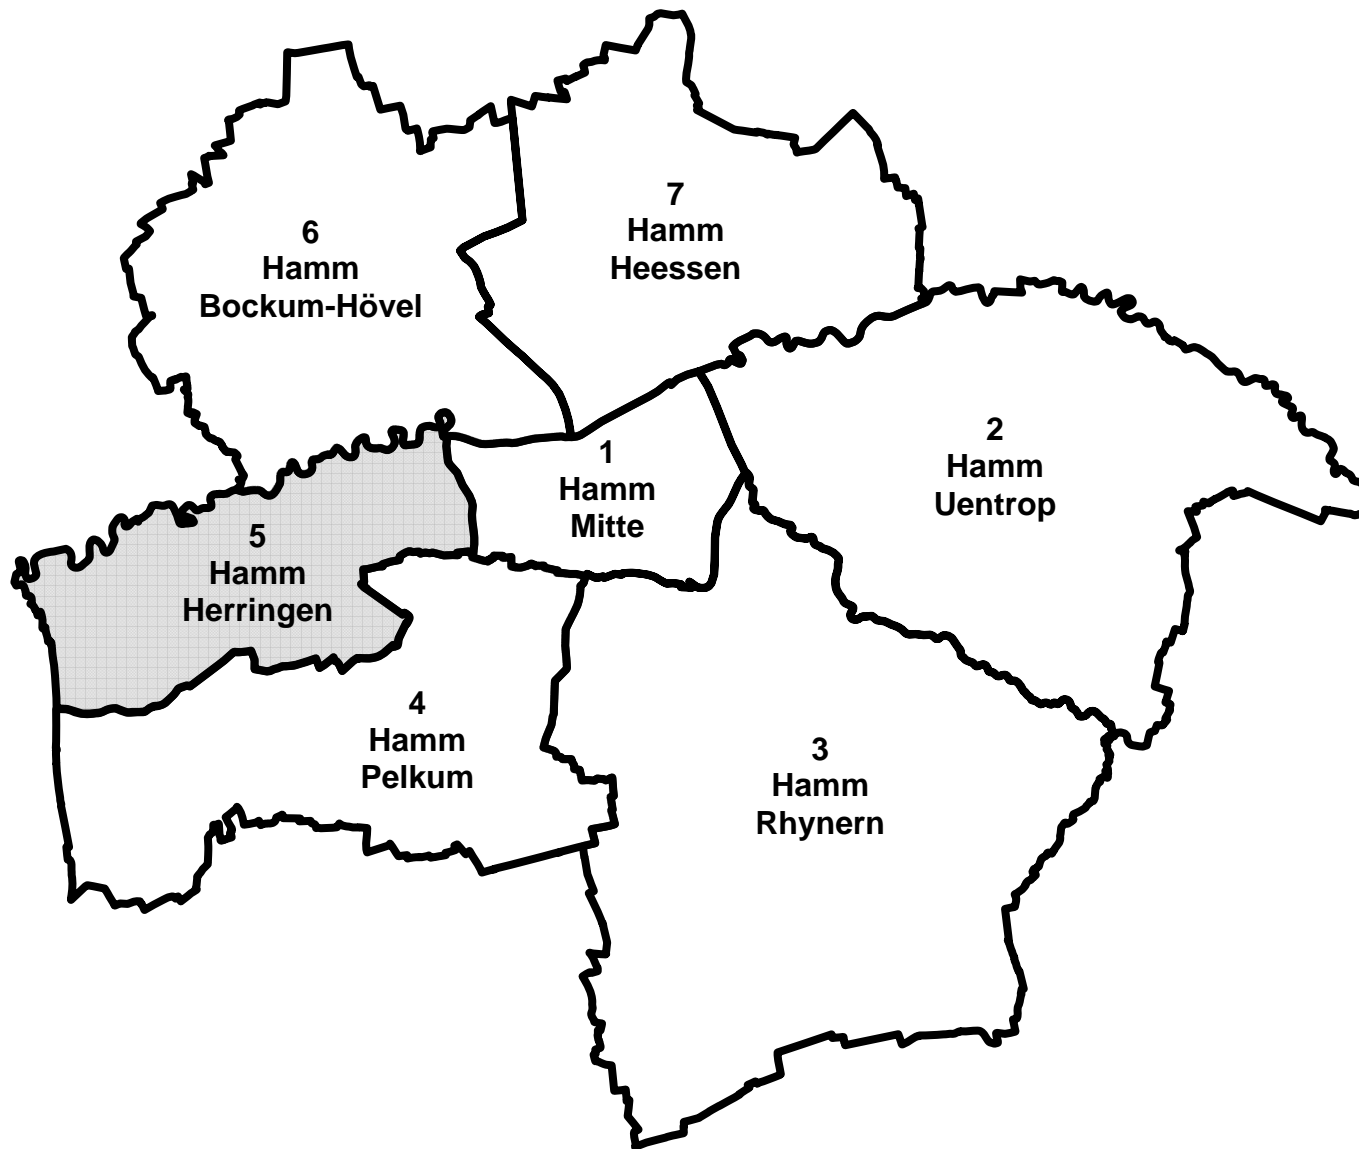 7
Hamm
Heessen
6
Hamm
Bockum-Hövel
2
Hamm
Uentrop
1
Hamm
Mitte
5
Hamm
Herringen
4
Hamm
Pelkum
3
Hamm
Rhynern